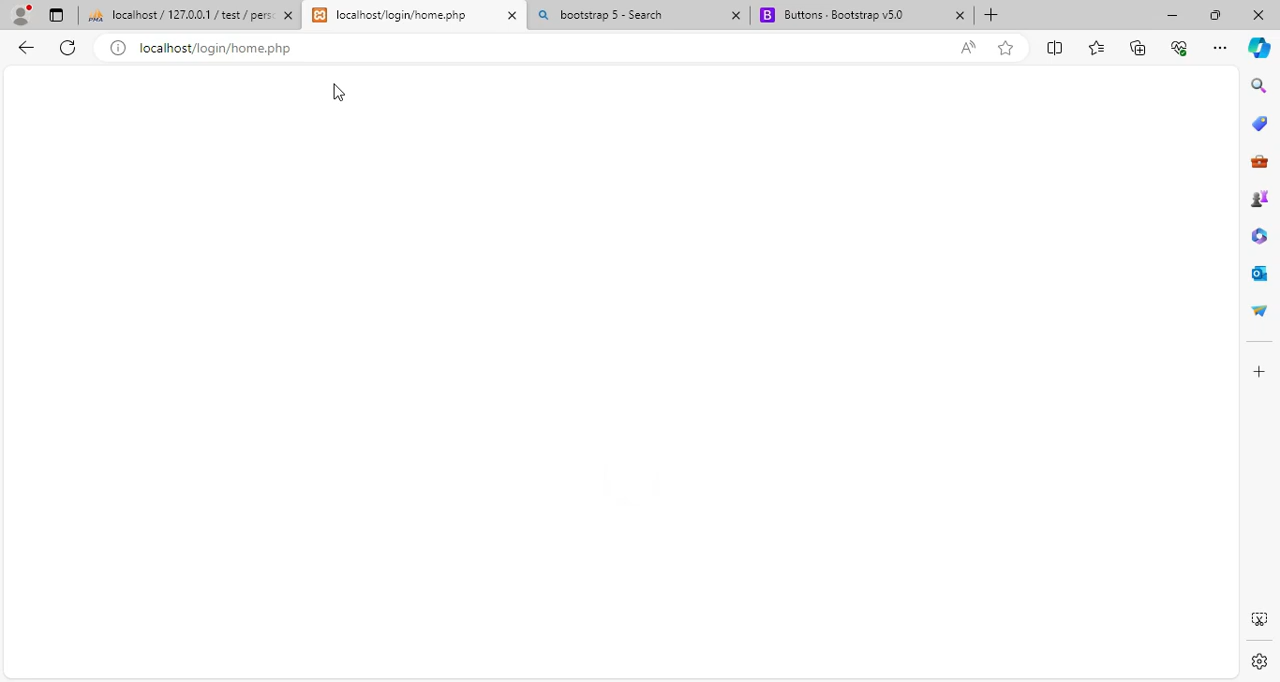 localhost / 127.0.0.1 / test / pers
localhost/login/home.php
bootstrap 5 - Search
Buttons · Bootstrap v5.0
localhost/login/home.php